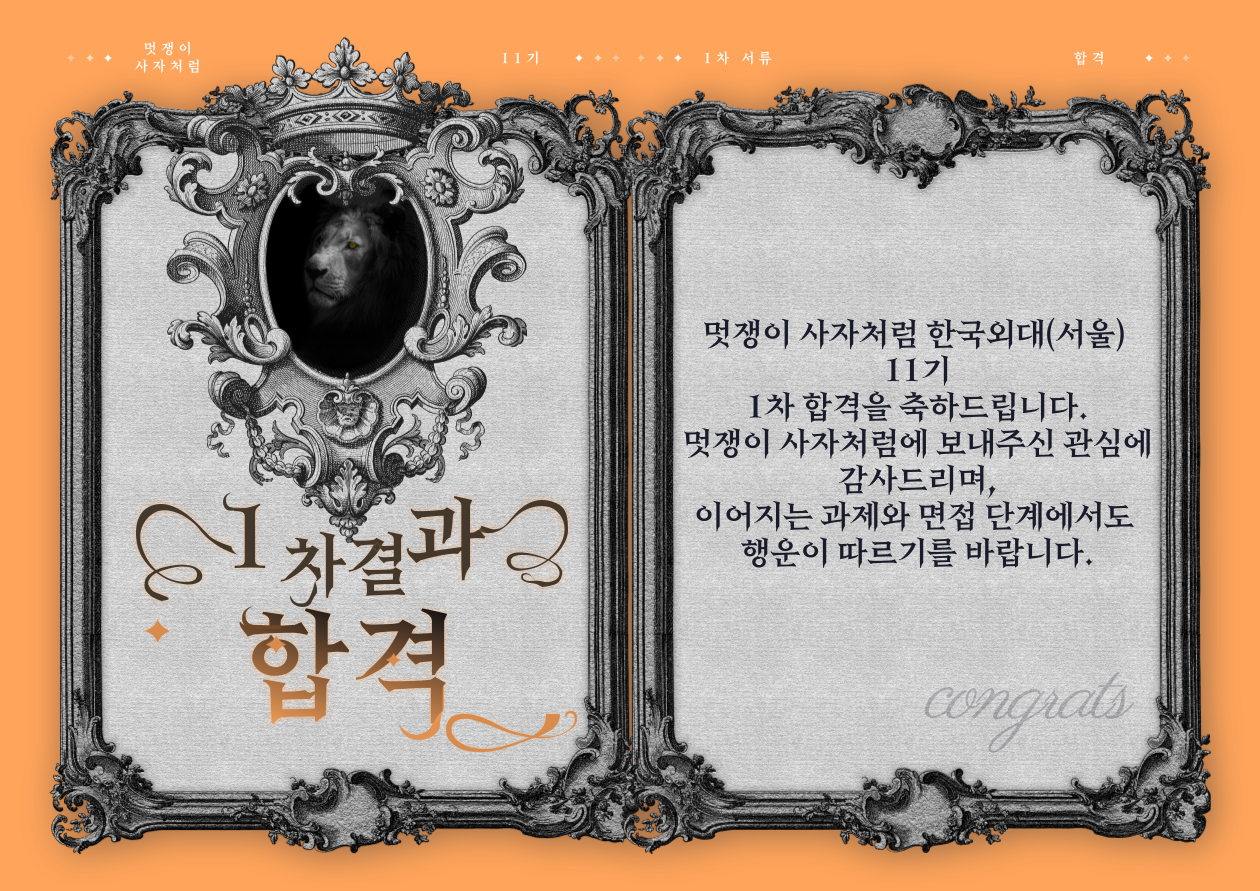 멋쟁이
사자처럼
11기
1차 서류
합격
1차결과
합격
멋쟁이 사자처럼 한국외대(서울)
11기
1차 합격을 축하드립니다.
멋쟁이 사자처럼에 보내주신 관심에
감사드리며,
이어지는 과제와 면접 단계에서도
행운이 따르기를 바랍니다.
congrats